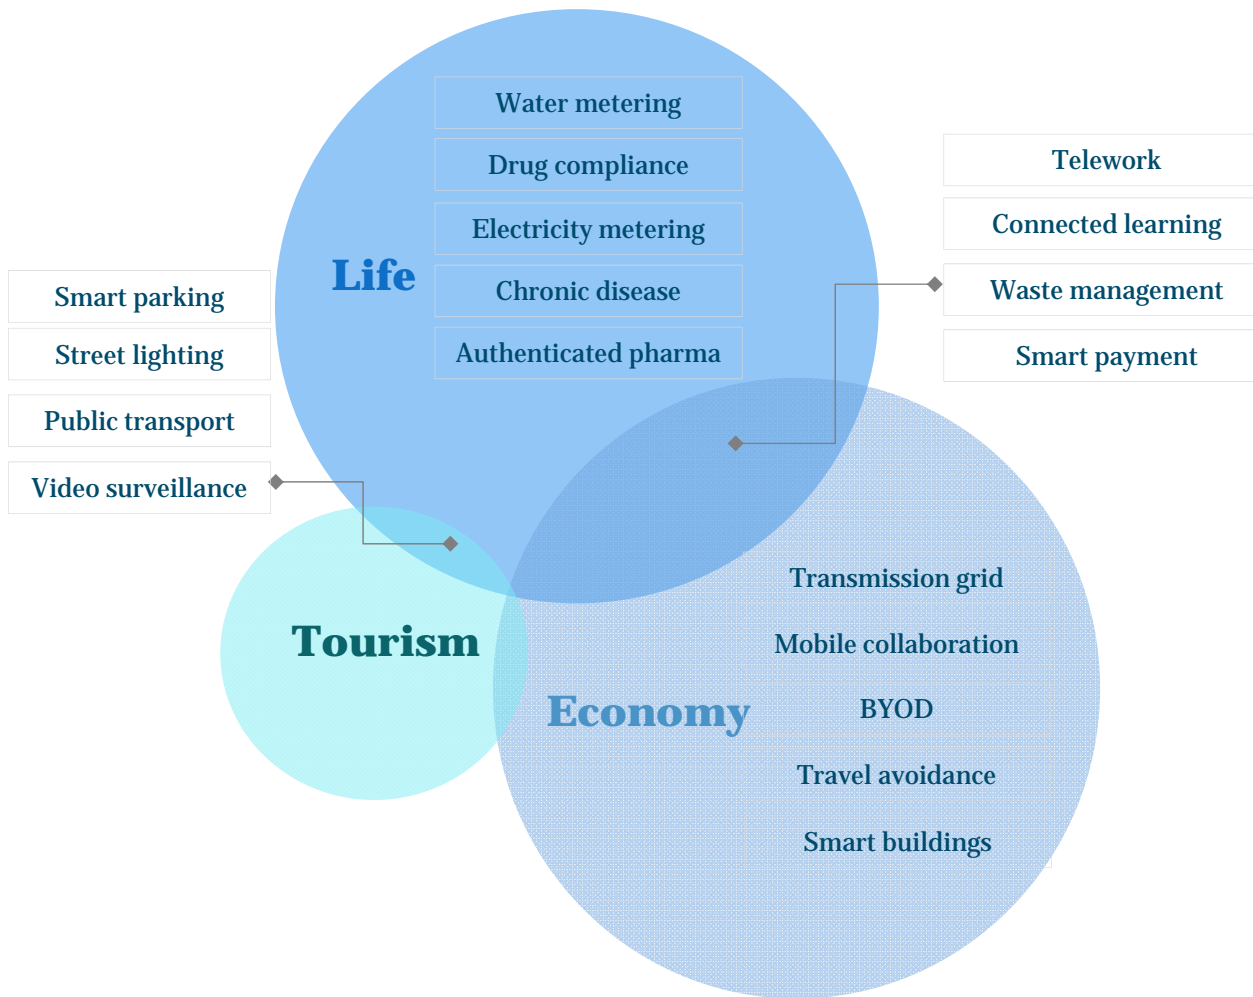 Water metering
Drug compliance
Electricity metering
Chronic disease
Authenticated pharma
Life
Telework
Connected learning
Waste management
Smart payment
Smart parking
Street lighting
Public transport
Video surveillance
Tourism
Economy
Transmission grid
Mobile collaboration
BYOD
Travel avoidance
Smart buildings